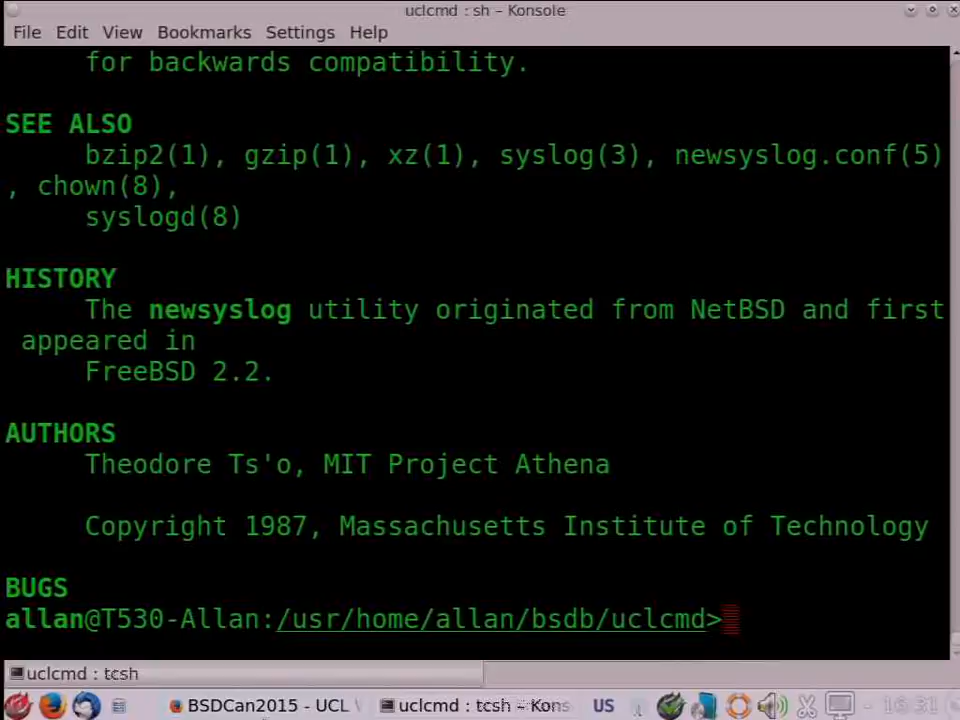 uclcmd : sh – Konsole
File Edit View Bookmarks Settings Help
for backwards compatibility.
SEE ALSO
bzip2(1), gzip(1), xz(1), syslog(3), newsyslog.conf(5)
, chown(8),
syslogd(8)
HISTORY
The newsyslog utility originated from NetBSD and first
appeared in
FreeBSD 2.2.
AUTHORS
Theodore Ts'o, MIT Project Athena
Copyright 1987, Massachusetts Institute of Technology
BUGS
allan@T530-Allan:/usr/home/allan/bsdb/uclcmd>
uclcmd : tcsh
BSDCan2015 - UCL uclcmd : tcsh – Kons US 16:31